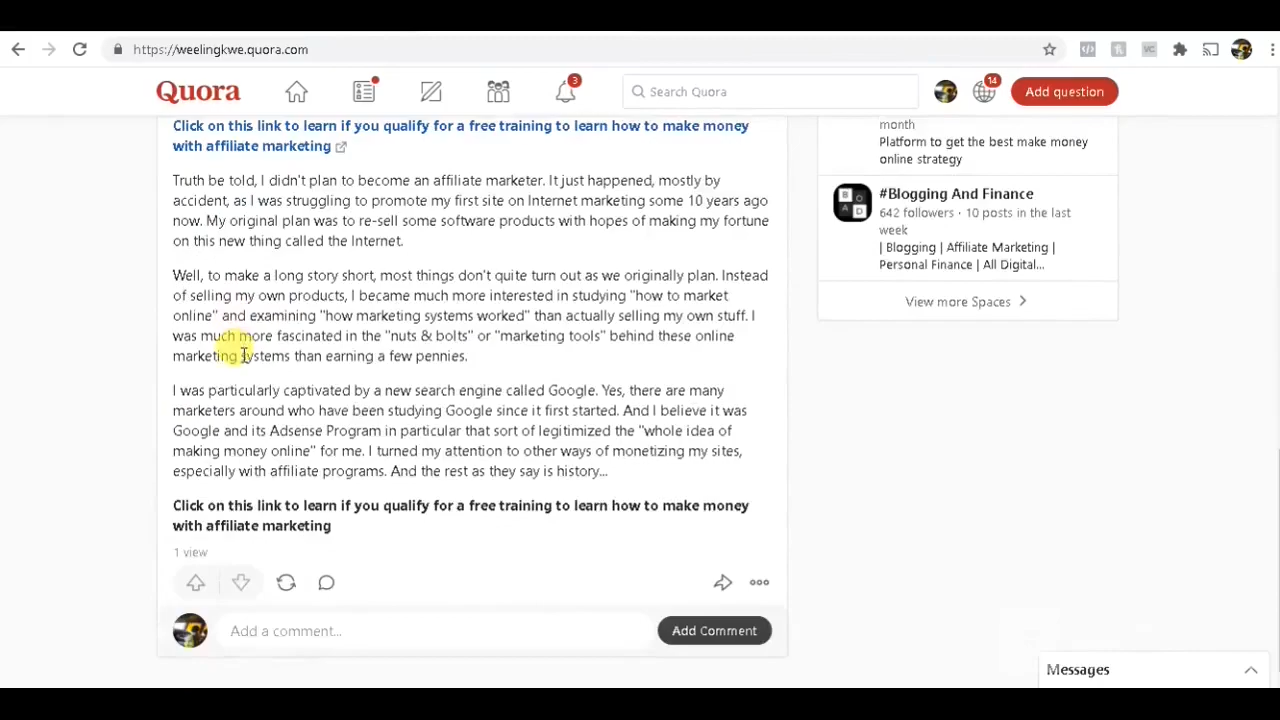 https://weelingkwe.quora.com
VC
Quora
3
Search Quora
14
Add question
Click on this link to learn if you qualify for a free training to learn how to make money
with affiliate marketing
Truth be told, I didn't plan to become an affiliate marketer. It just happened, mostly by
accident, as I was struggling to promote my first site on Internet marketing some 10 years ago
now. My original plan was to re-sell some software products with hopes of making my fortune
on this new thing called the Internet.
Well, to make a long story short, most things don't quite turn out as we originally plan. Instead
of selling my own products, I became much more interested in studying "how to market
online" and examining "how marketing systems worked" than actually selling my own stuff. I
was much more fascinated in the "nuts & bolts" or "marketing tools" behind these online
marketing systems than earning a few pennies.
I was particularly captivated by a new search engine called Google. Yes, there are many
marketers around who have been studying Google since it first started. And I believe it was
Google and its Adsense Program in particular that sort of legitimized the "whole idea of
making money online" for me. I turned my attention to other ways of monetizing my sites,
especially with affiliate programs. And the rest as they say is history...
Click on this link to learn if you qualify for a free training to learn how to make money
with affiliate marketing
1 view
Add a comment...
Add Comment
month
Platform to get the best make money
online strategy
B L O A D
#Blogging And Finance
642 followers · 10 posts in the last
week
| Blogging | Affiliate Marketing |
Personal Finance | All Digital...
View more Spaces
Messages